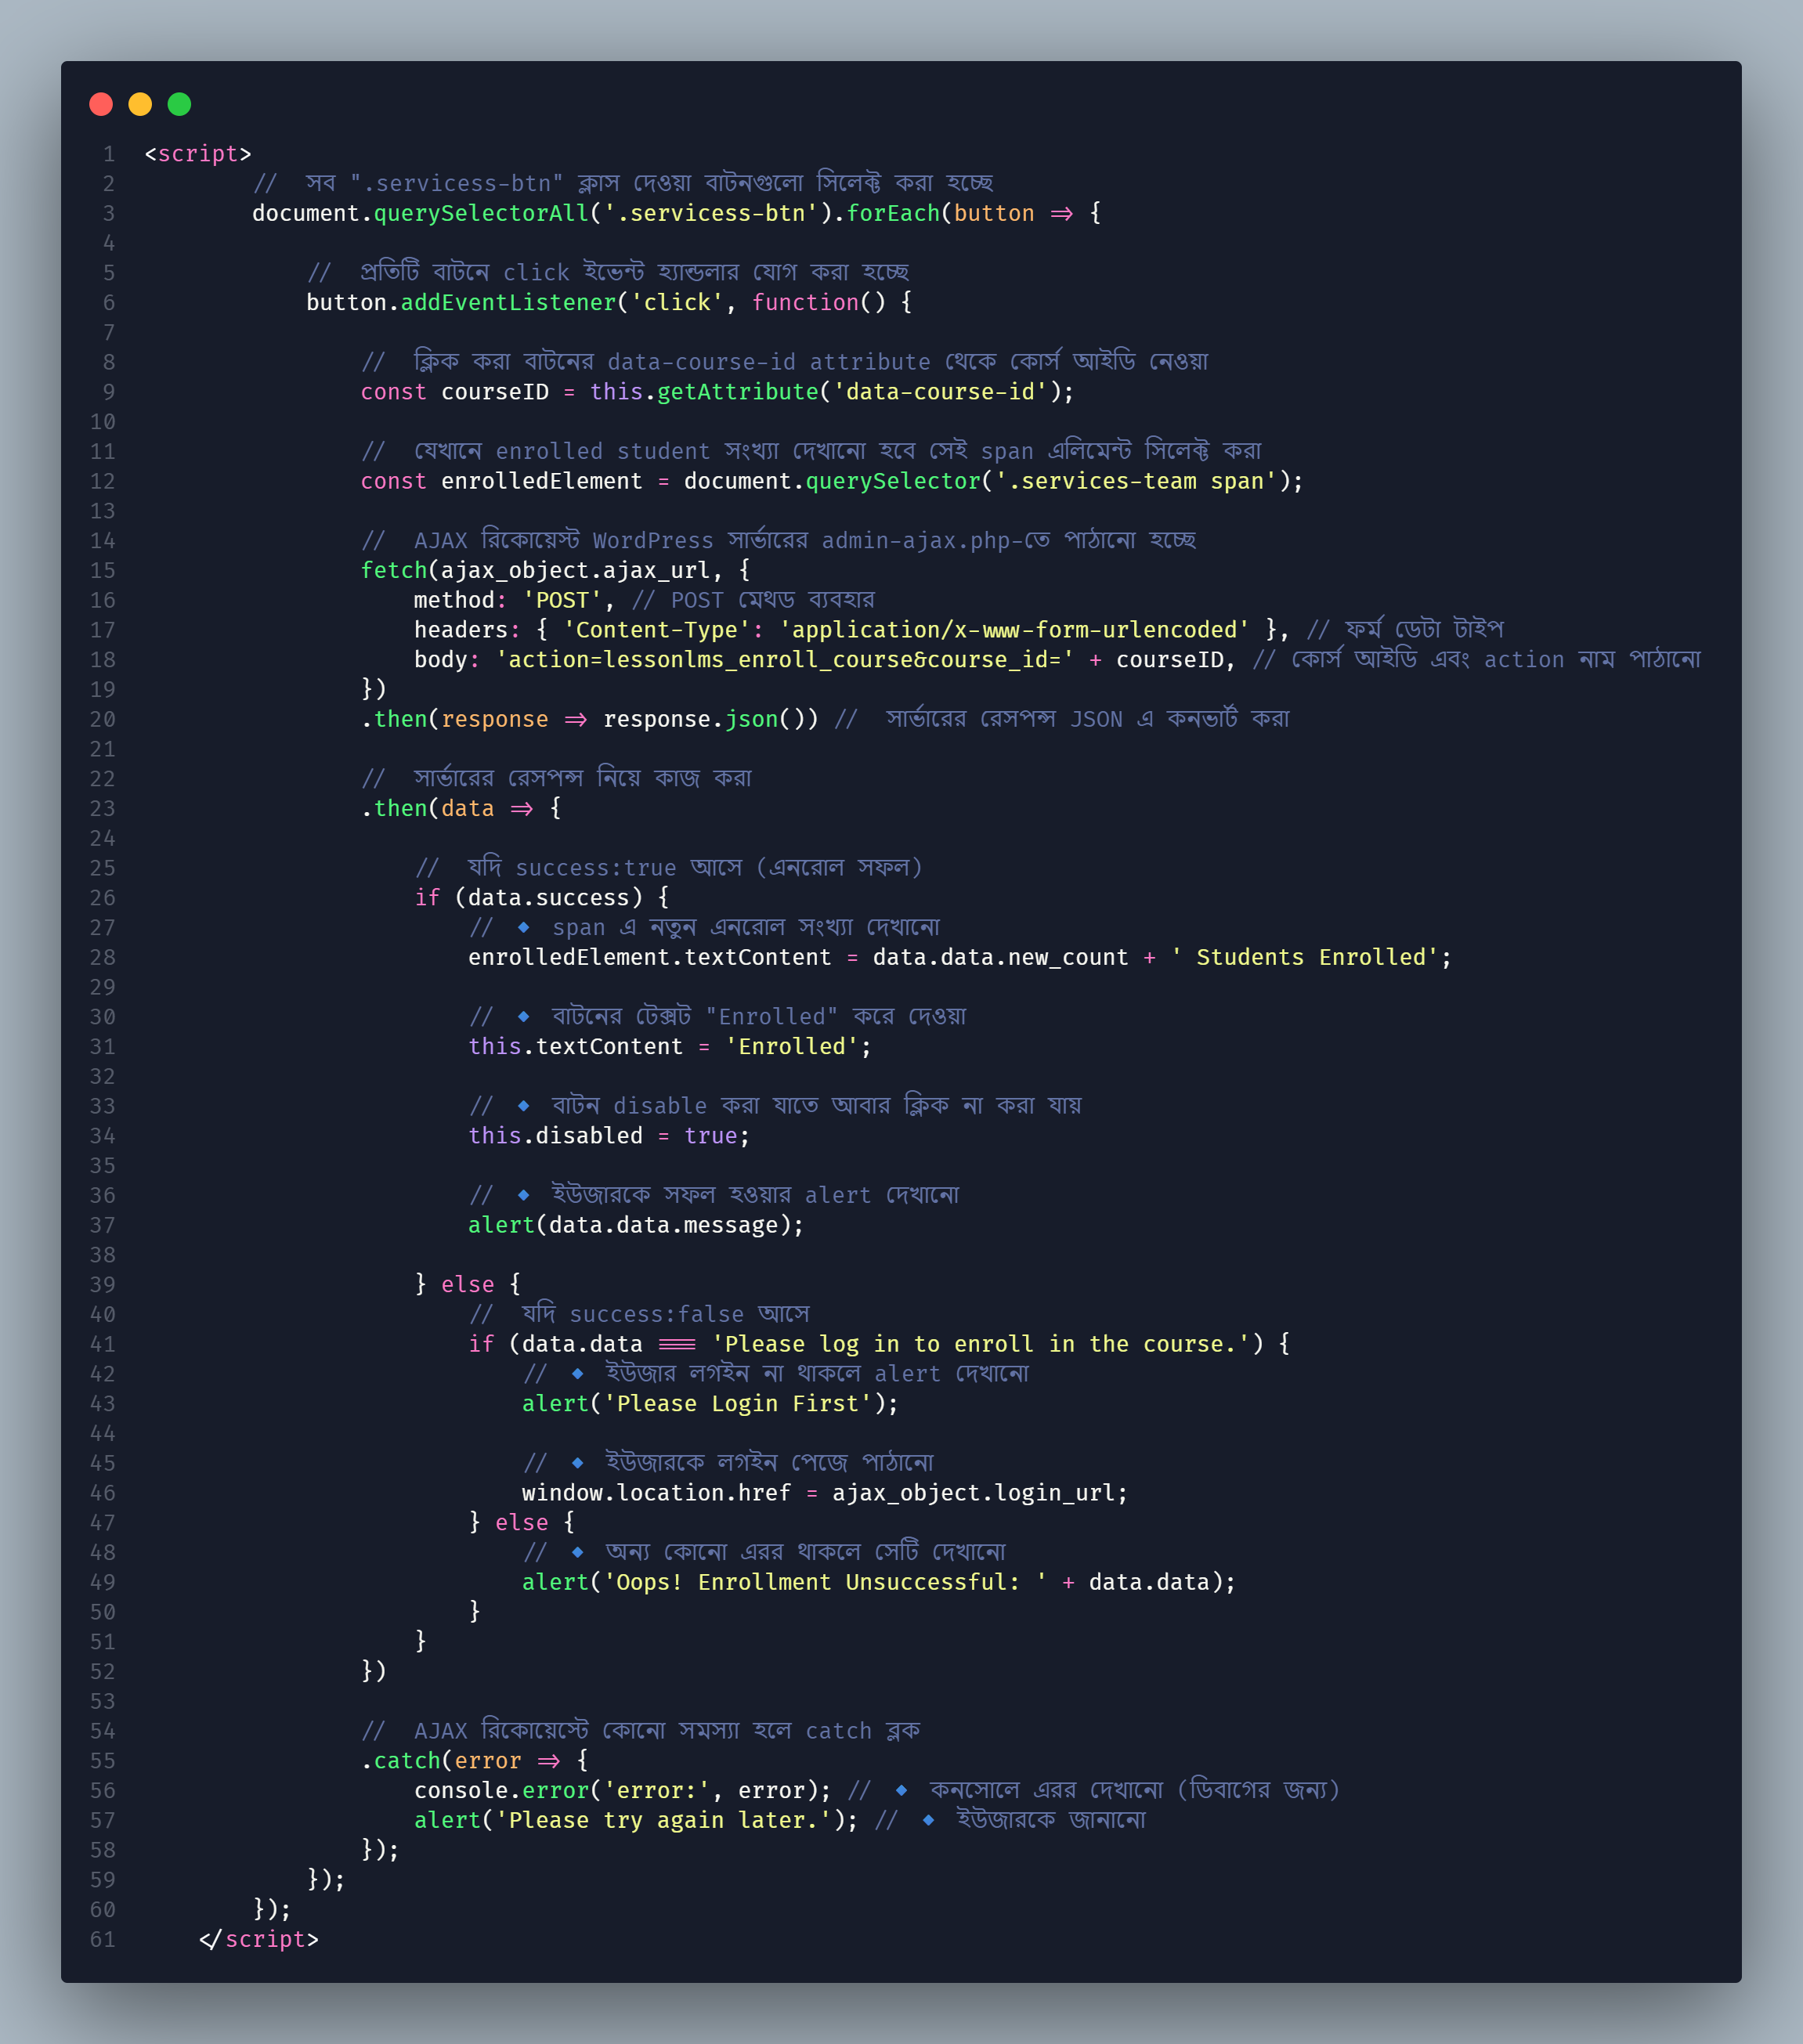 1 <script>
2 //  সব ".servicess-btn" ক্লাস দেওয়া বাটনগুলো সিলেক্ট করা হচ্ছে
3 document.querySelectorAll('.servicess-btn').forEach(button => {
4
5 //  প্রতিটি বাটনে click ইভেন্ট হ্যান্ডলার যোগ করা হচ্ছে
6 button.addEventListener('click', function() {
7
8 //  ক্লিক করা বাটনের data-course-id attribute থেকে কোর্স আইডি নেওয়া
9 const courseID = this.getAttribute('data-course-id');
10
11 //  যেখানে enrolled student সংখ্যা দেখানো হবে সেই span এলিমেন্ট সিলেক্ট করা
12 const enrolledElement = document.querySelector('.services-team span');
13
14 //  AJAX রিকোয়েস্ট WordPress সার্ভারের admin-ajax.php-তে পাঠানো হচ্ছে
15 fetch(ajax_object.ajax_url, {
16 method: 'POST', // POST মেথড ব্যবহার
17 headers: { 'Content-Type': 'application/x-www-form-urlencoded' }, // ফর্ম ডেটা টাইপ
18 body: 'action=lessonlms_enroll_course&course_id=' + courseID, // কোর্স আইডি এবং action নাম পাঠানো
19 })
20 .then(response => response.json()) //  সার্ভারের রেসপন্স JSON এ কনভার্ট করা
21
22 //  সার্ভারের রেসপন্স নিয়ে কাজ করা
23 .then(data => {
24
25 //  যদি success:true আসে (এনরোল সফল)
26 if (data.success) {
27 // 🔹 span এ নতুন এনরোল সংখ্যা দেখানো
28 enrolledElement.textContent = data.data.new_count + ' Students Enrolled';
29
30 // 🔹 বাটনের টেক্সট "Enrolled" করে দেওয়া
31 this.textContent = 'Enrolled';
32
33 // 🔹 বাটন disable করা যাতে আবার ক্লিক না করা যায়
34 this.disabled = true;
35
36 // 🔹 ইউজারকে সফল হওয়ার alert দেখানো
37 alert(data.data.message);
38
39 } else {
40 //  যদি success:false আসে
41 if (data.data === 'Please log in to enroll in the course.') {
42 // 🔹 ইউজার লগইন না থাকলে alert দেখানো
43 alert('Please Login First');
44
45 // 🔹 ইউজারকে লগইন পেজে পাঠানো
46 window.location.href = ajax_object.login_url;
47 } else {
48 // 🔹 অন্য কোনো এরর থাকলে সেটি দেখানো
49 alert('Oops! Enrollment Unsuccessful: ' + data.data);
50 }
51 }
52 })
53
54 //  AJAX রিকোয়েস্টে কোনো সমস্যা হলে catch ব্লক
55 .catch(error => {
56 console.error('error:', error); // 🔹 কনসোলে এরর দেখানো (ডিবাগের জন্য)
57 alert('Please try again later.'); // 🔹 ইউজারকে জানানো
58 });
59 });
60 });
61 </script>